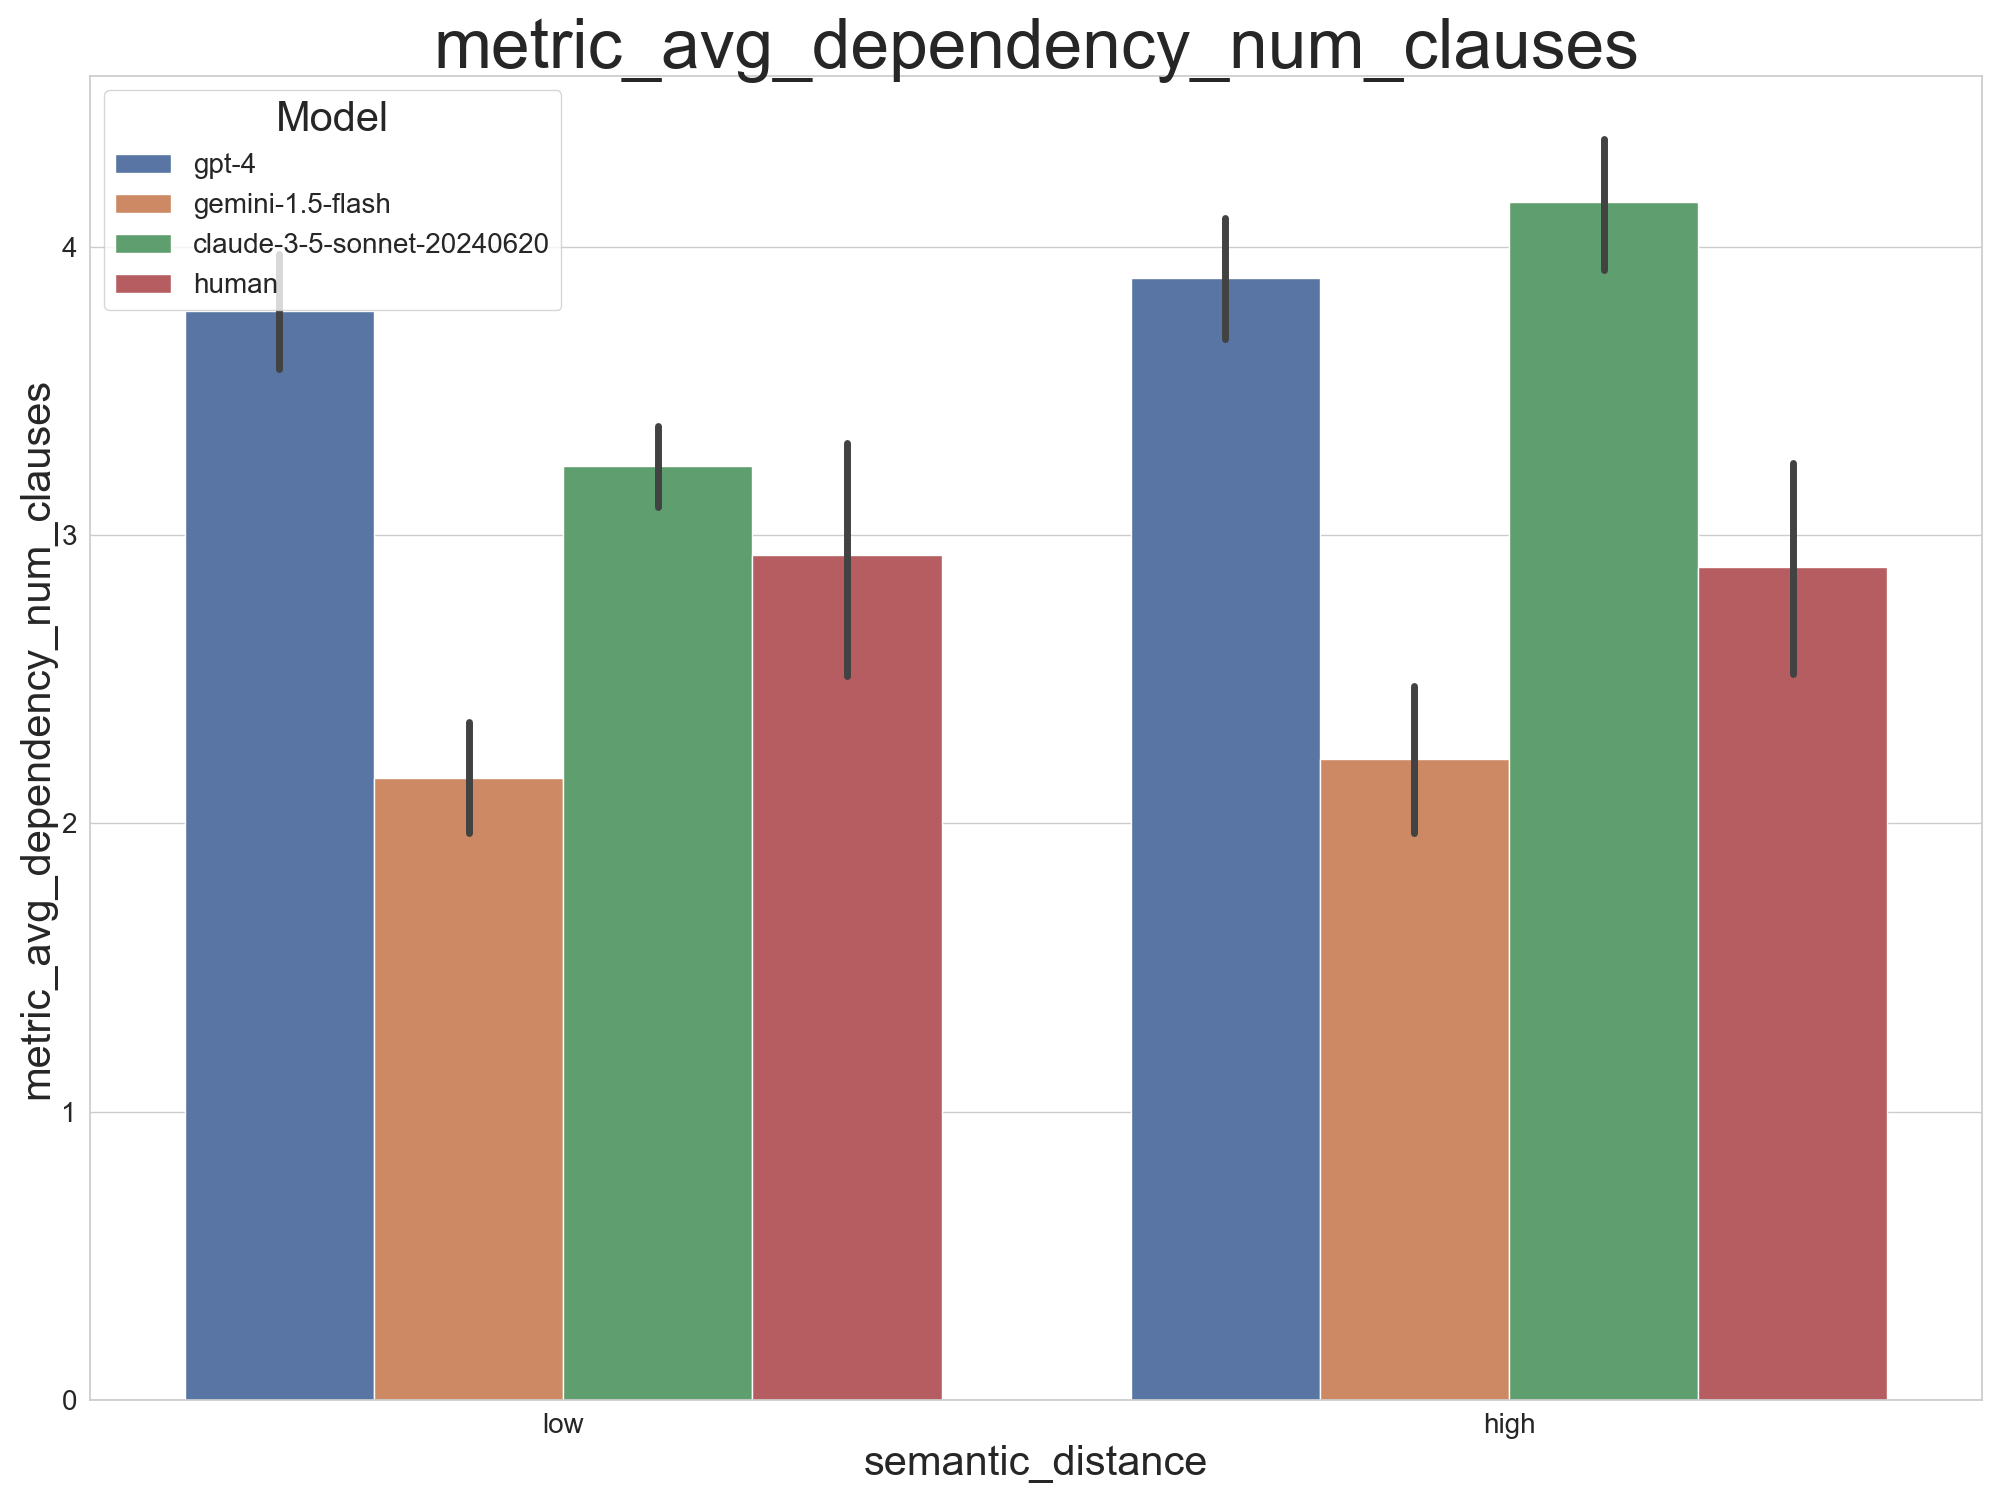 metric_avg_dependency_num_clauses
Model
gpt-4
gemini-1.5-flash
claude-3-5-sonnet-20240620
human
metric_avg_dependency_num_clauses
4
3
2
1
0
low
high
semantic_distance